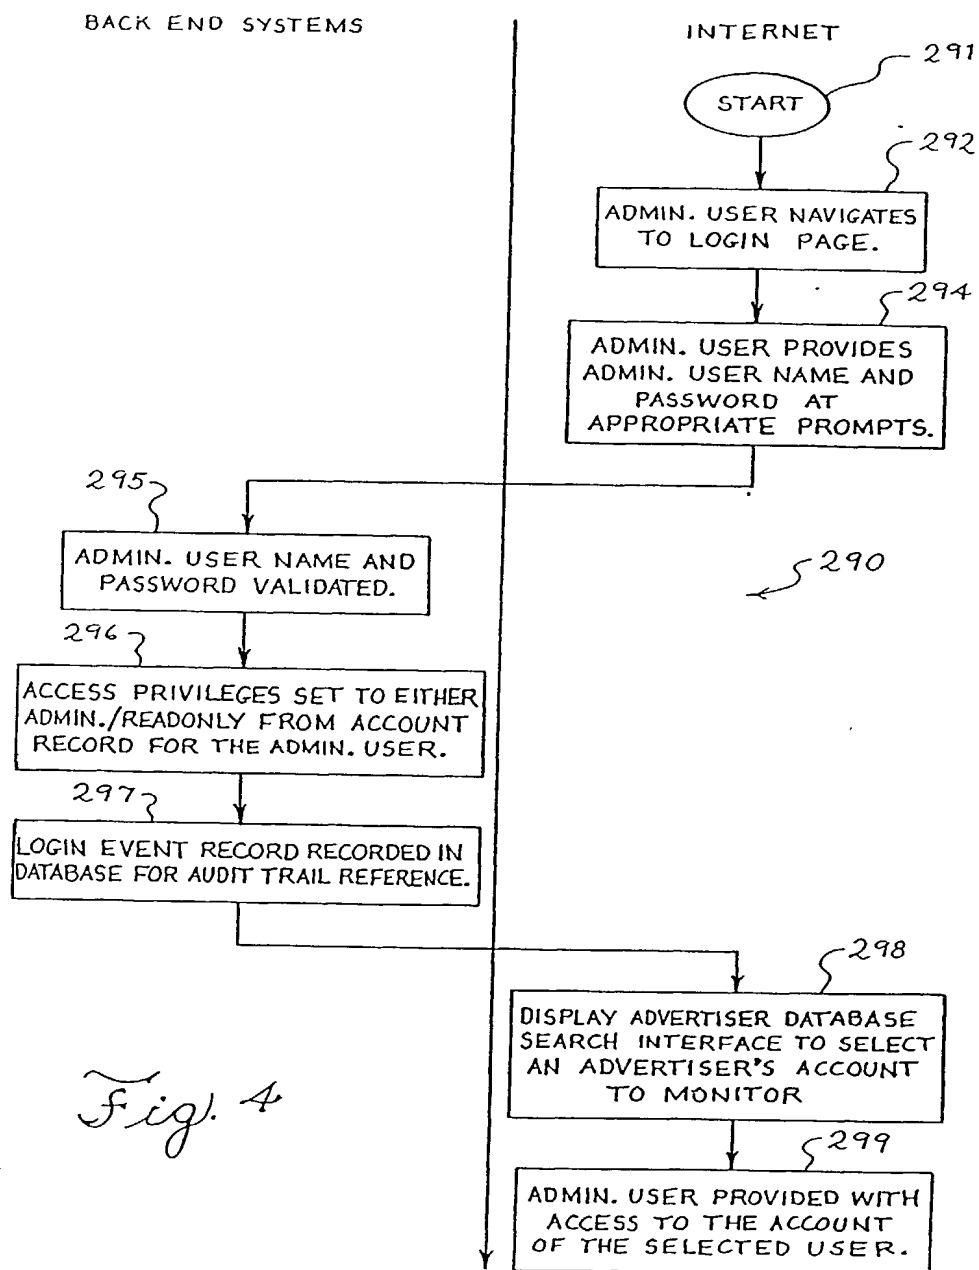 BACK END SYSTEMS
INTERNET
291
START
292
ADMIN. USER NAVIGATES
TO LOGIN PAGE.
294
ADMIN. USER PROVIDES
ADMIN. USER NAME AND
PASSWORD AT
APPROPRIATE PROMPTS.
295
ADMIN. USER NAME AND
PASSWORD VALIDATED.
290
296
ACCESS PRIVILEGES SET TO EITHER
ADMIN./READONLY FROM ACCOUNT
RECORD FOR THE ADMIN. USER.
297
LOGIN EVENT RECORD RECORDED IN
DATABASE FOR AUDIT TRAIL REFERENCE.
298
DISPLAY ADVERTISER DATABASE
SEARCH INTERFACE TO SELECT
AN ADVERTISER'S ACCOUNT
TO MONITOR
Fig. 4
299
ADMIN. USER PROVIDED WITH
ACCESS TO THE ACCOUNT
OF THE SELECTED USER.